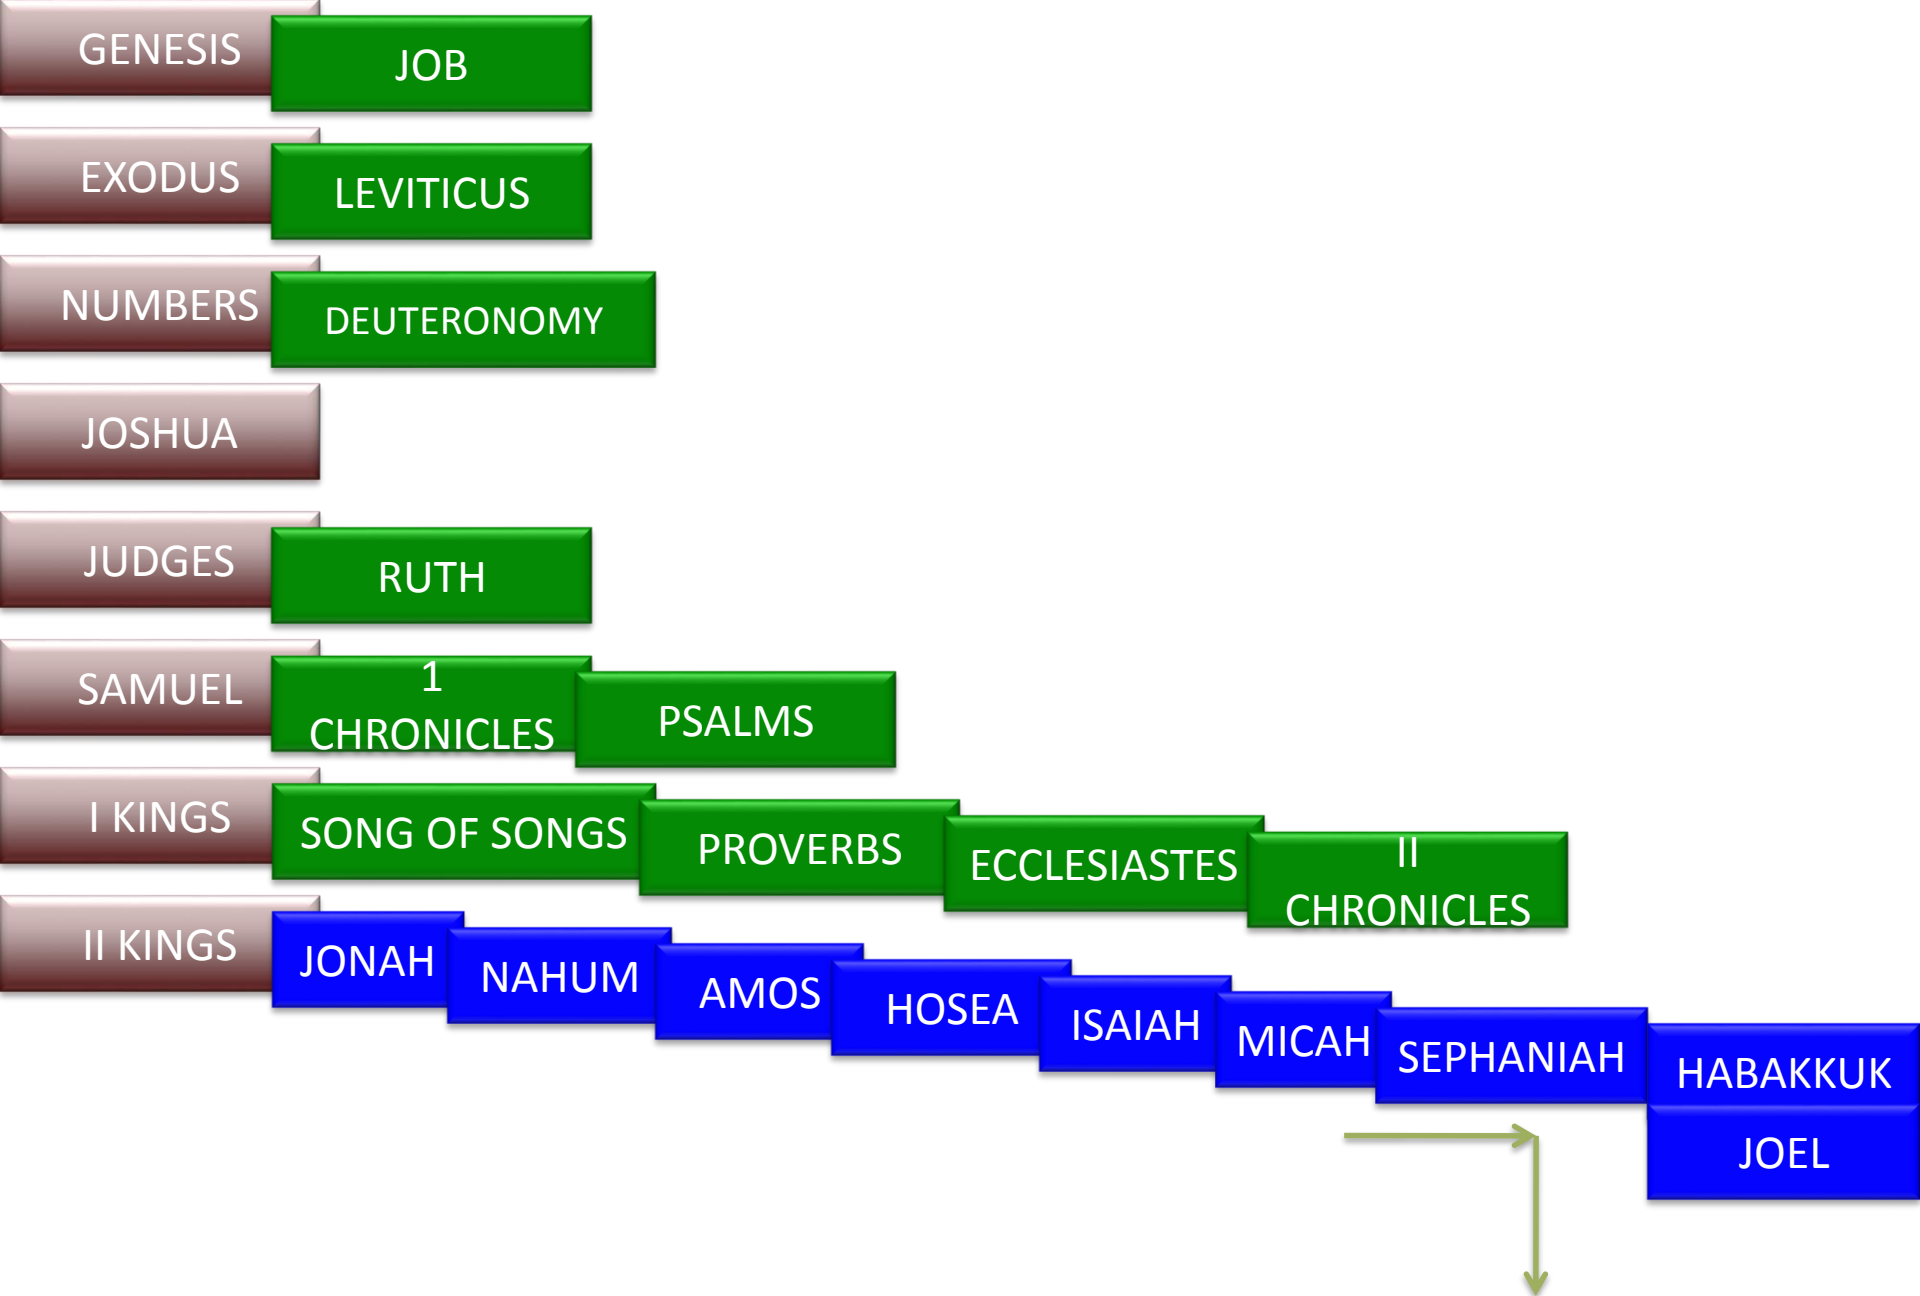 GENESIS
JOB
EXODUS
LEVITICUS
NUMBERS
DEUTERONOMY
JOSHUA
JUDGES
RUTH
SAMUEL
1
CHRONICLES
PSALMS
I KINGS
SONG OF SONGS
PROVERBS
ECCLESIASTES
II
CHRONICLES
II KINGS
JONAH
NAHUM
AMOS
HOSEA
ISAIAH
MICAH
SEPHANIAH
HABAKKUK
JOEL